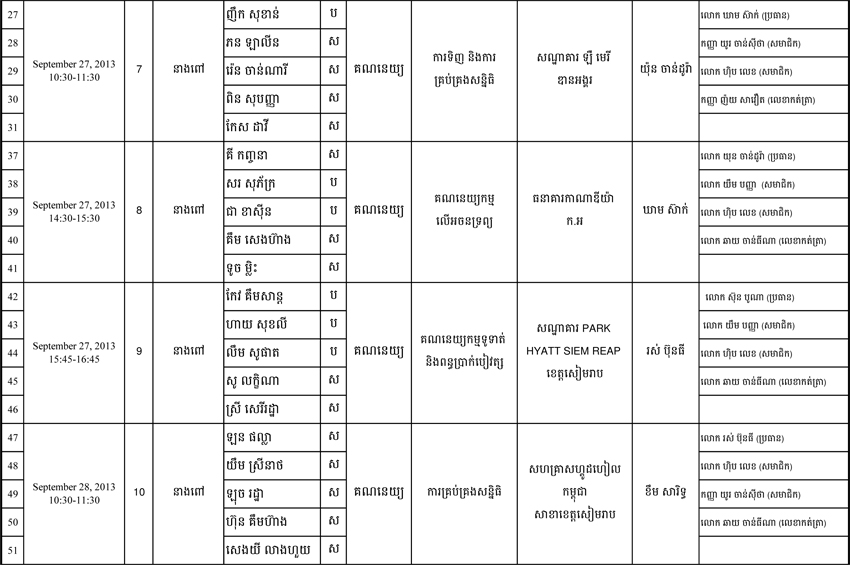 27 ញឹក សុខាន់ ប លោក ឃាម ស៊ាក់ (ប្រធាន)
28 ភន ឡាលីន ស កញ្ញា យូរ ចាន់ស៊ីថា (សមាជិក)
29 September 27, 2013 10:30-11:30 7 នាងពៅ រ៉េន ចាន់ណារី ស គណនេយ្យ ការទិញ និងការ គ្រប់គ្រងសន្និធិ សណ្ឋាគារ ឡឺ មេរី ឌានអង្គរ យ៉ុន ចាន់ដូរ៉ា លោក ហ៊ុប លេខ (សមាជិក)
30 ពិន សុបញ្ញា ស កញ្ញា ញ៉យ សាវឿត (លេខាកត់ត្រា)
31 កែស ដាវី ស
37 គី កញ្ចនា ស លោក យុន ចាន់ដូរ៉ា (ប្រធាន)
38 សរ សុភ័ក្រ ប លោក យឹម បញ្ញា (សមាជិក)
39 September 27, 2013 14:30-15:30 8 នាងពៅ ជា ខាស៊ីន ប គណនេយ្យ គណនេយ្យកម្ម លើអចនទ្រព្យ ធនាគារកាណាឌីយ៉ា ក.អ ឃាម ស៊ាក់ លោក ហ៊ុប លេខ (សមាជិក)
40 គឹម សេងហ៊ាង ស លោក ឆាយ ចាន់ធីណា (លេខាកត់ត្រា)
41 ទូច ម្លិះ ស
42 កែវ គឹមសាន្ត ប លោក ស៊ុន បូណា (ប្រធាន)
43 ហាយ សុខលី ប លោក យឹម បញ្ញា (សមាជិក)
44 September 27, 2013 15:45-16:45 9 នាងពៅ លឹម សូផាត ប គណនេយ្យ គណនេយ្យកម្មទូទាត់ និងពន្ធប្រាក់បៀវត្ស សណ្ឋាគារ PARK HYATT SIEM REAP ខេត្តសៀមរាប រស់ ប៊ុនធី លោក ហ៊ុប លេខ (សមាជិក)
45 សូ លក្ខិណា ស លោក ឆាយ ចាន់ធីណា (លេខាកត់ត្រា)
46 ស្រី សេរីរដ្ឋា ស
47 ឡន ផល្លា ស លោក រស់ ប៊ុនធី (ប្រធាន)
48 យឹម ស្រីនាថ ស លោក ហ៊ុប លេខ (សមាជិក)
49 September 28, 2013 10:30-11:30 10 នាងពៅ ឡុច រដ្ឋា ស គណនេយ្យ ការគ្រប់គ្រងសន្និធិ សហគ្រាសហ្គូដហៀល កម្ពុជា សាខាខេត្តសៀមរាប ខឹម សារិទ្ធ កញ្ញា យូរ ចាន់ស៊ីថា (សមាជិក)
50 ហ៊ុន គឹមហ៊ាង ស លោក ឆាយ ចាន់ធីណា (លេខាកត់ត្រា)
51 សេងយី លាងហួយ ស